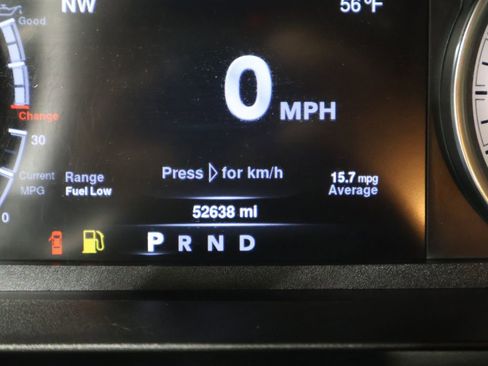 NW
56 °F
Good
0 MPH
Change
30
Current
MPG
0
Range
Fuel Low
Press ▷ for km/h
15.7 mpg
Average
52638 mi
P R N D